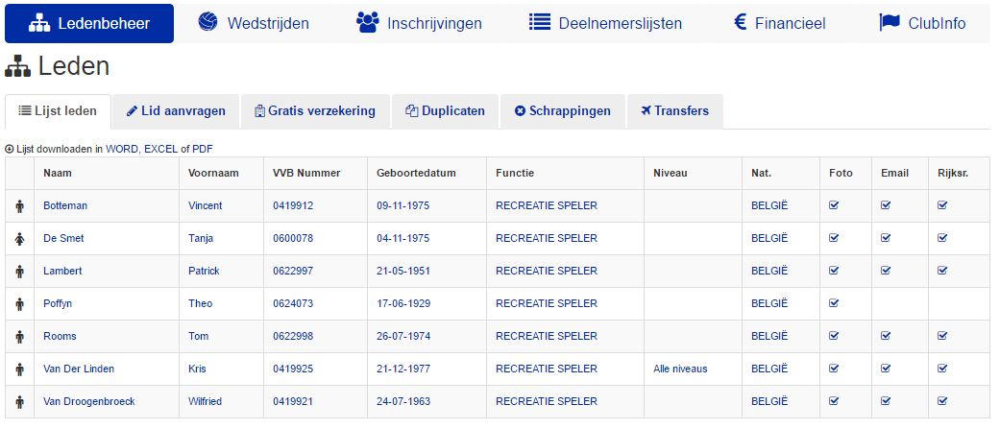 Ledenbeheer Wedstrijden Inschrijvingen Deelnemerslijsten Financieel ClubInfo
Leden
Lijst leden Lid aanvragen Gratis verzekering Duplicaten Schrappingen Transfers
Lijst downloaden in WORD, EXCEL of PDF
Naam Voornaam VVB Nummer Geboortedatum Functie Niveau Nat. Foto Email Rijksr.
Botteman Vincent 0419912 09-11-1975 RECREATIE SPELER BELGIË
De Smet Tanja 0600078 04-11-1975 RECREATIE SPELER BELGIË
Lambert Patrick 0622997 21-05-1951 RECREATIE SPELER BELGIË
Poffyn Theo 0624073 17-06-1929 RECREATIE SPELER BELGIË
Rooms Tom 0622998 26-07-1974 RECREATIE SPELER BELGIË
Van Der Linden Kris 0419925 21-12-1977 RECREATIE SPELER Alle niveaus BELGIË
Van Droogenbroeck Wilfried 0419921 24-07-1963 RECREATIE SPELER BELGIË